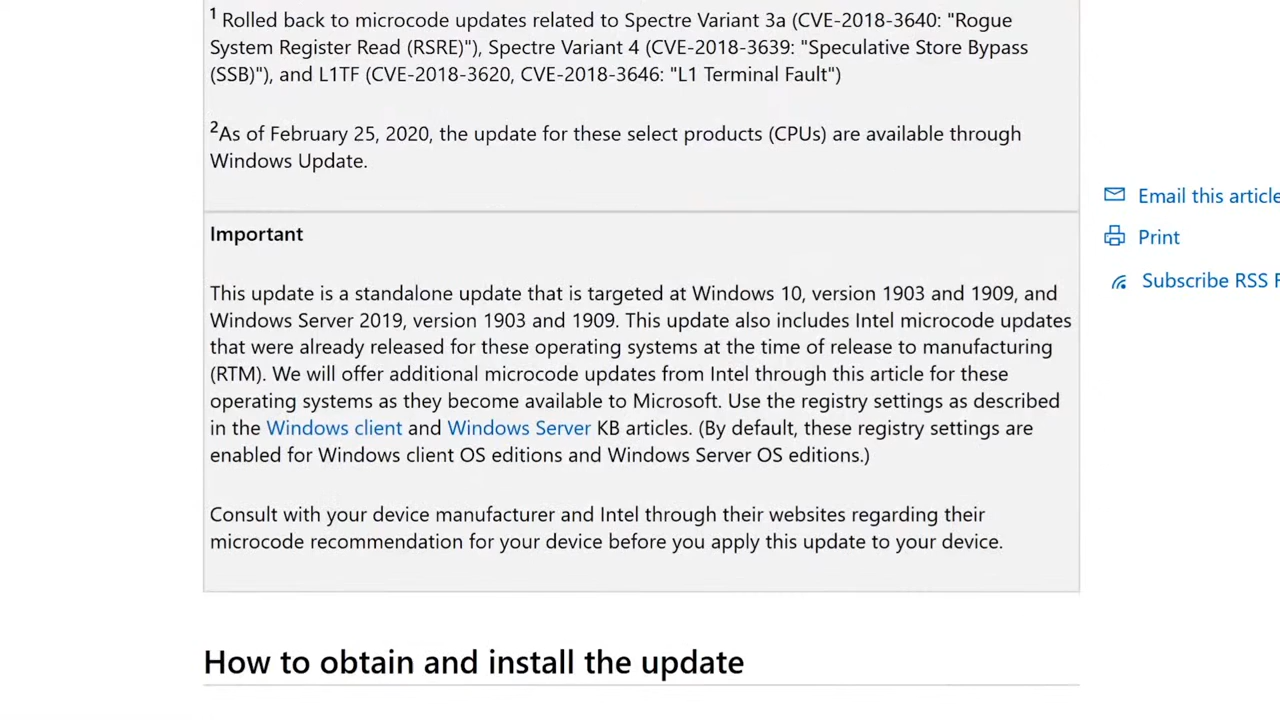 ¹ Rolled back to microcode updates related to Spectre Variant 3a (CVE-2018-3640: "Rogue
System Register Read (RSRE)"), Spectre Variant 4 (CVE-2018-3639: "Speculative Store Bypass
(SSB)"), and L1TF (CVE-2018-3620, CVE-2018-3646: "L1 Terminal Fault")
²As of February 25, 2020, the update for these select products (CPUs) are available through
Windows Update.
Important
This update is a standalone update that is targeted at Windows 10, version 1903 and 1909, and
Windows Server 2019, version 1903 and 1909. This update also includes Intel microcode updates
that were already released for these operating systems at the time of release to manufacturing
(RTM). We will offer additional microcode updates from Intel through this article for these
operating systems as they become available to Microsoft. Use the registry settings as described
in the Windows client and Windows Server KB articles. (By default, these registry settings are
enabled for Windows client OS editions and Windows Server OS editions.)
Consult with your device manufacturer and Intel through their websites regarding their
microcode recommendation for your device before you apply this update to your device.
Email this article
Print
Subscribe RSS F
How to obtain and install the update